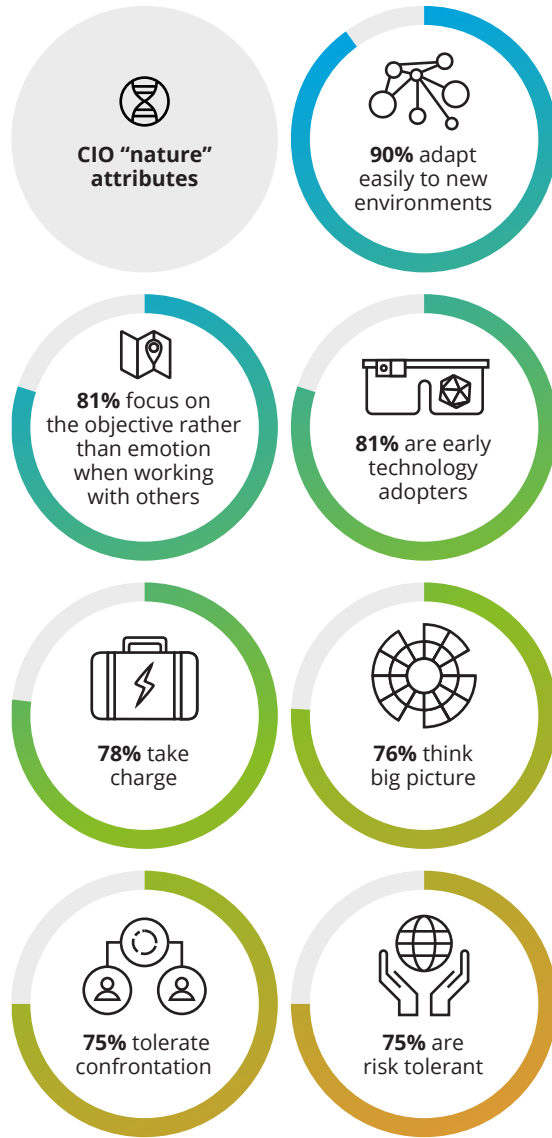 CIO “nature”
attributes
90% adapt
easily to new
environments
81% focus on
the objective rather
than emotion
when working
with others
81% are early
technology
adopters
78% take
charge
76% think
big picture
75% tolerate
confrontation
75% are
risk tolerant